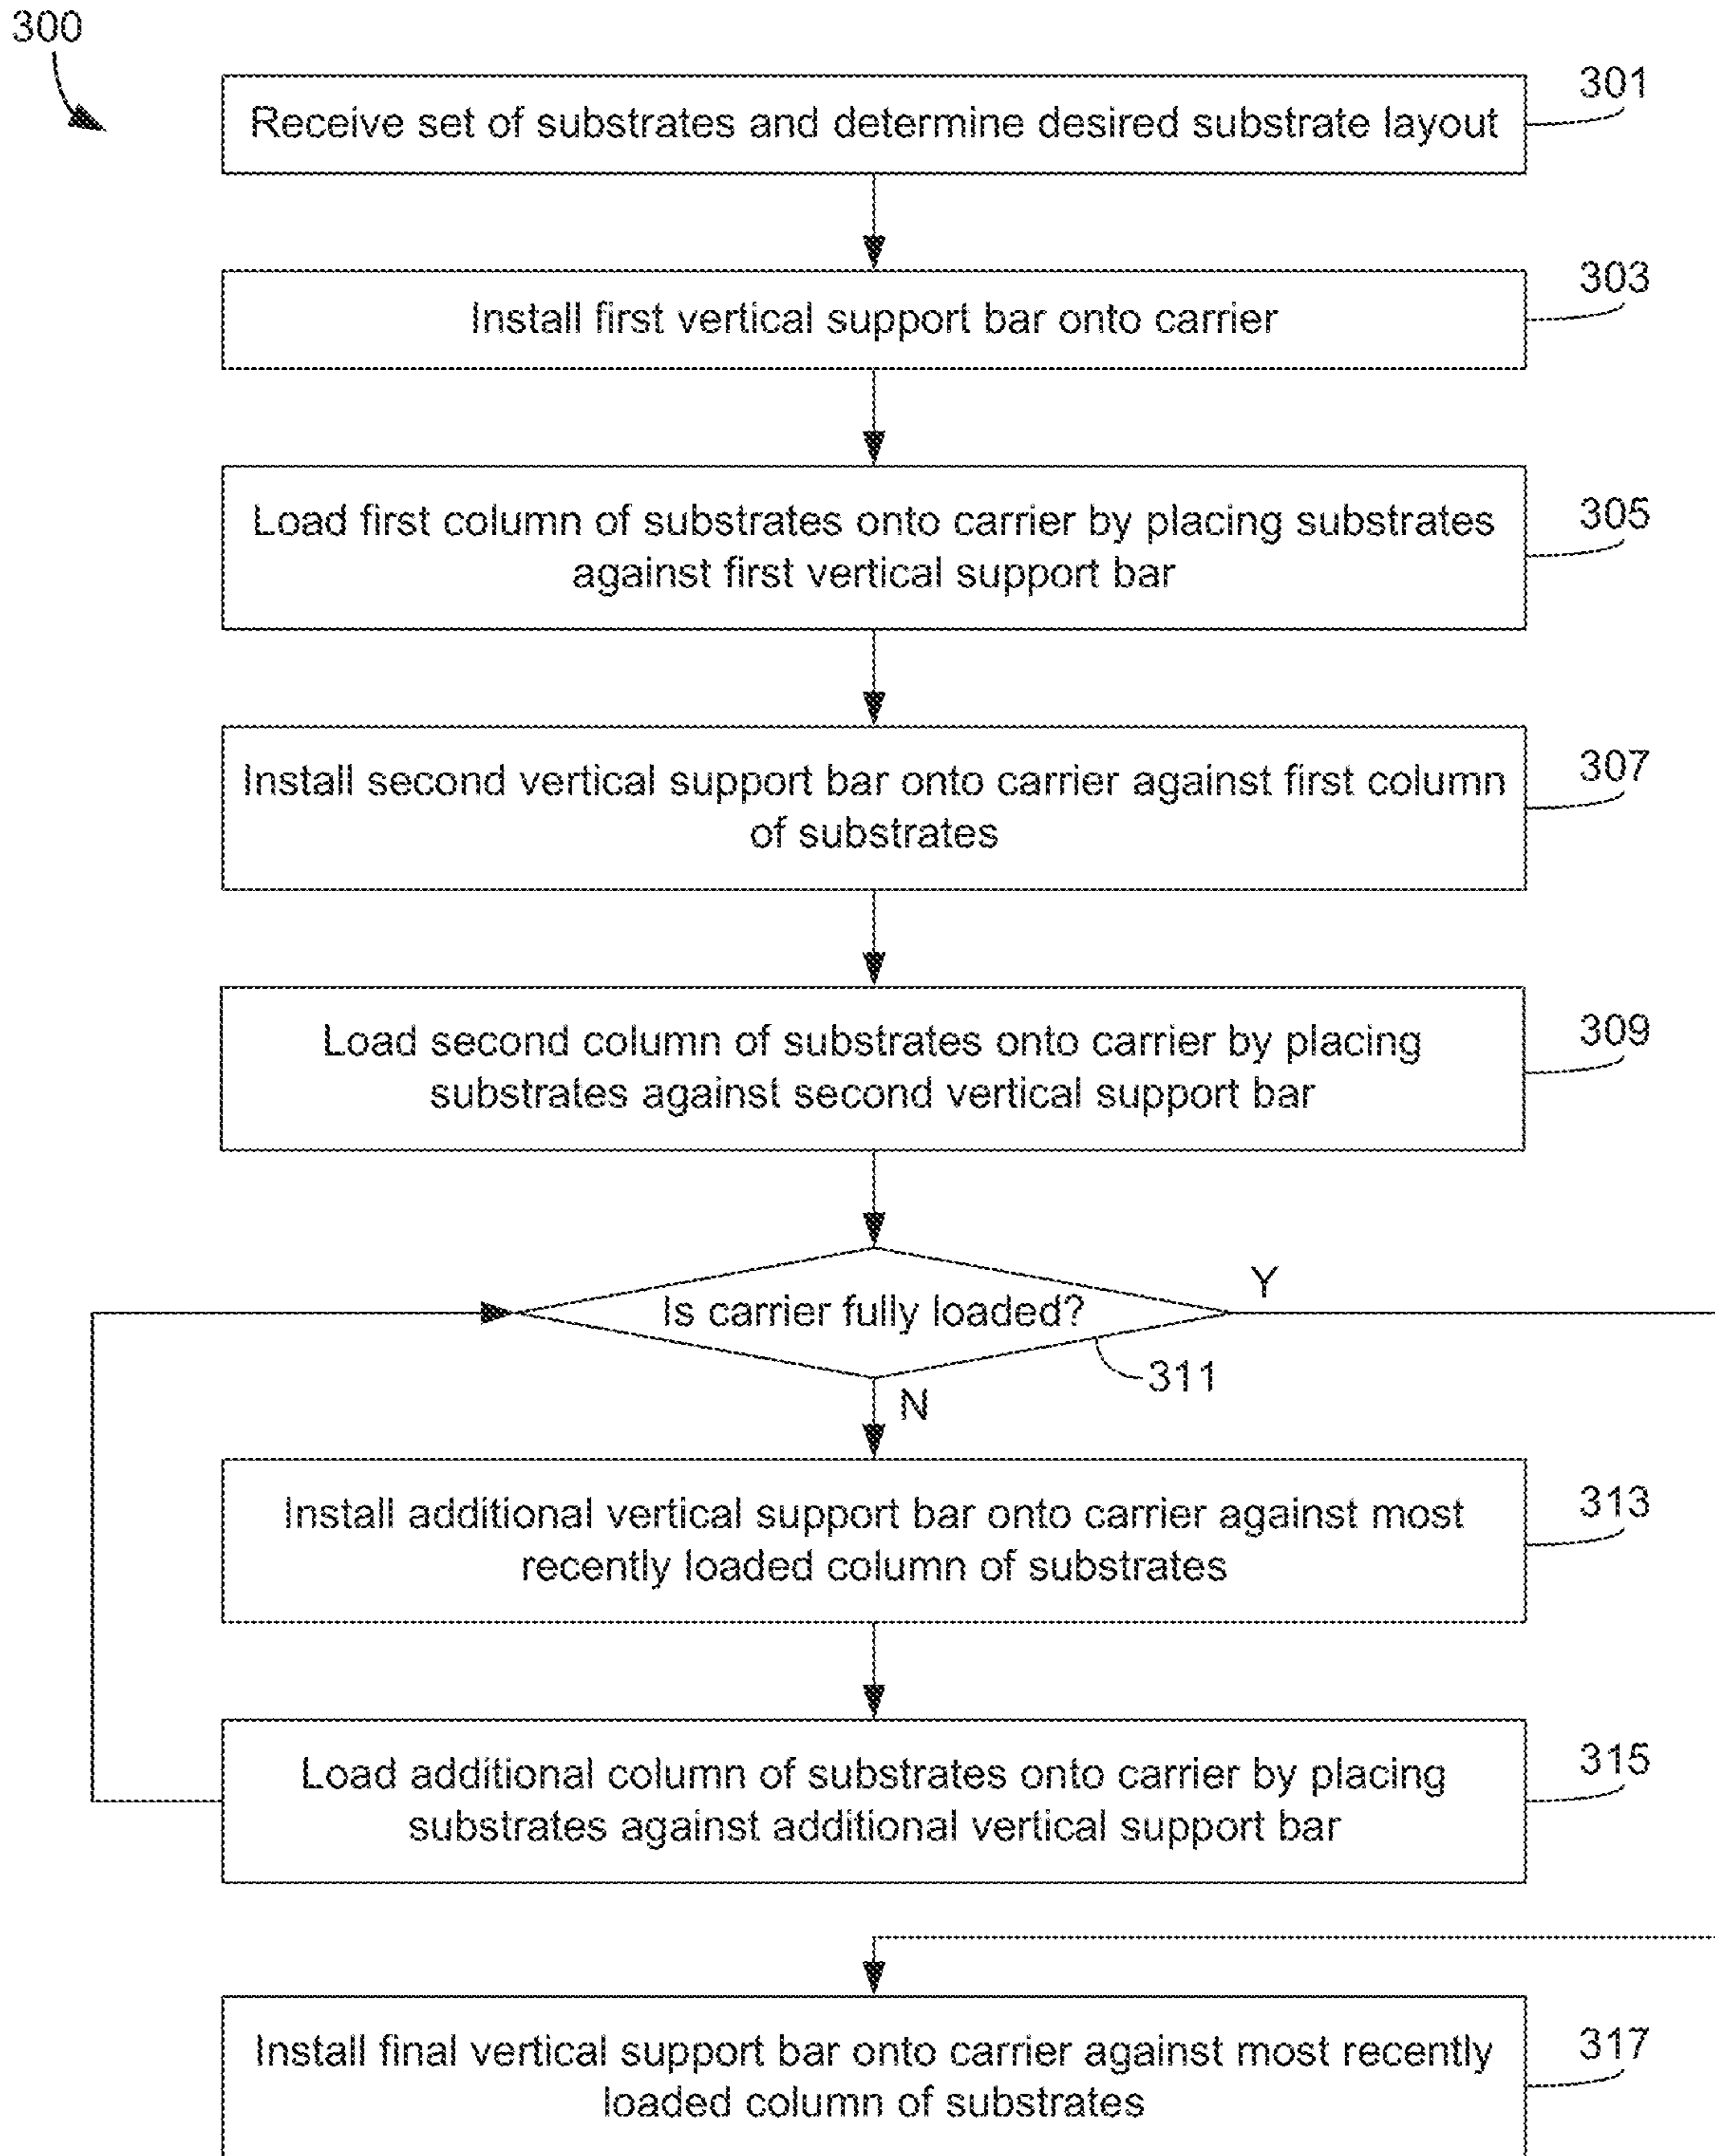 300
301
Receive set of substrates and determine desired substrate layout
303
Install first vertical support bar onto carrier
305
Load first column of substrates onto carrier by placing substrates
against first vertical support bar
307
Install second vertical support bar onto carrier against first column
of substrates
309
Load second column of substrates onto carrier by placing
substrates against second vertical support bar
Y
Is carrier fully loaded?
311
N
313
Install additional vertical support bar onto carrier against most
recently loaded column of substrates
315
Load additional column of substrates onto carrier by placing
substrates against additional vertical support bar
317
Install final vertical support bar onto carrier against most recently
loaded column of substrates